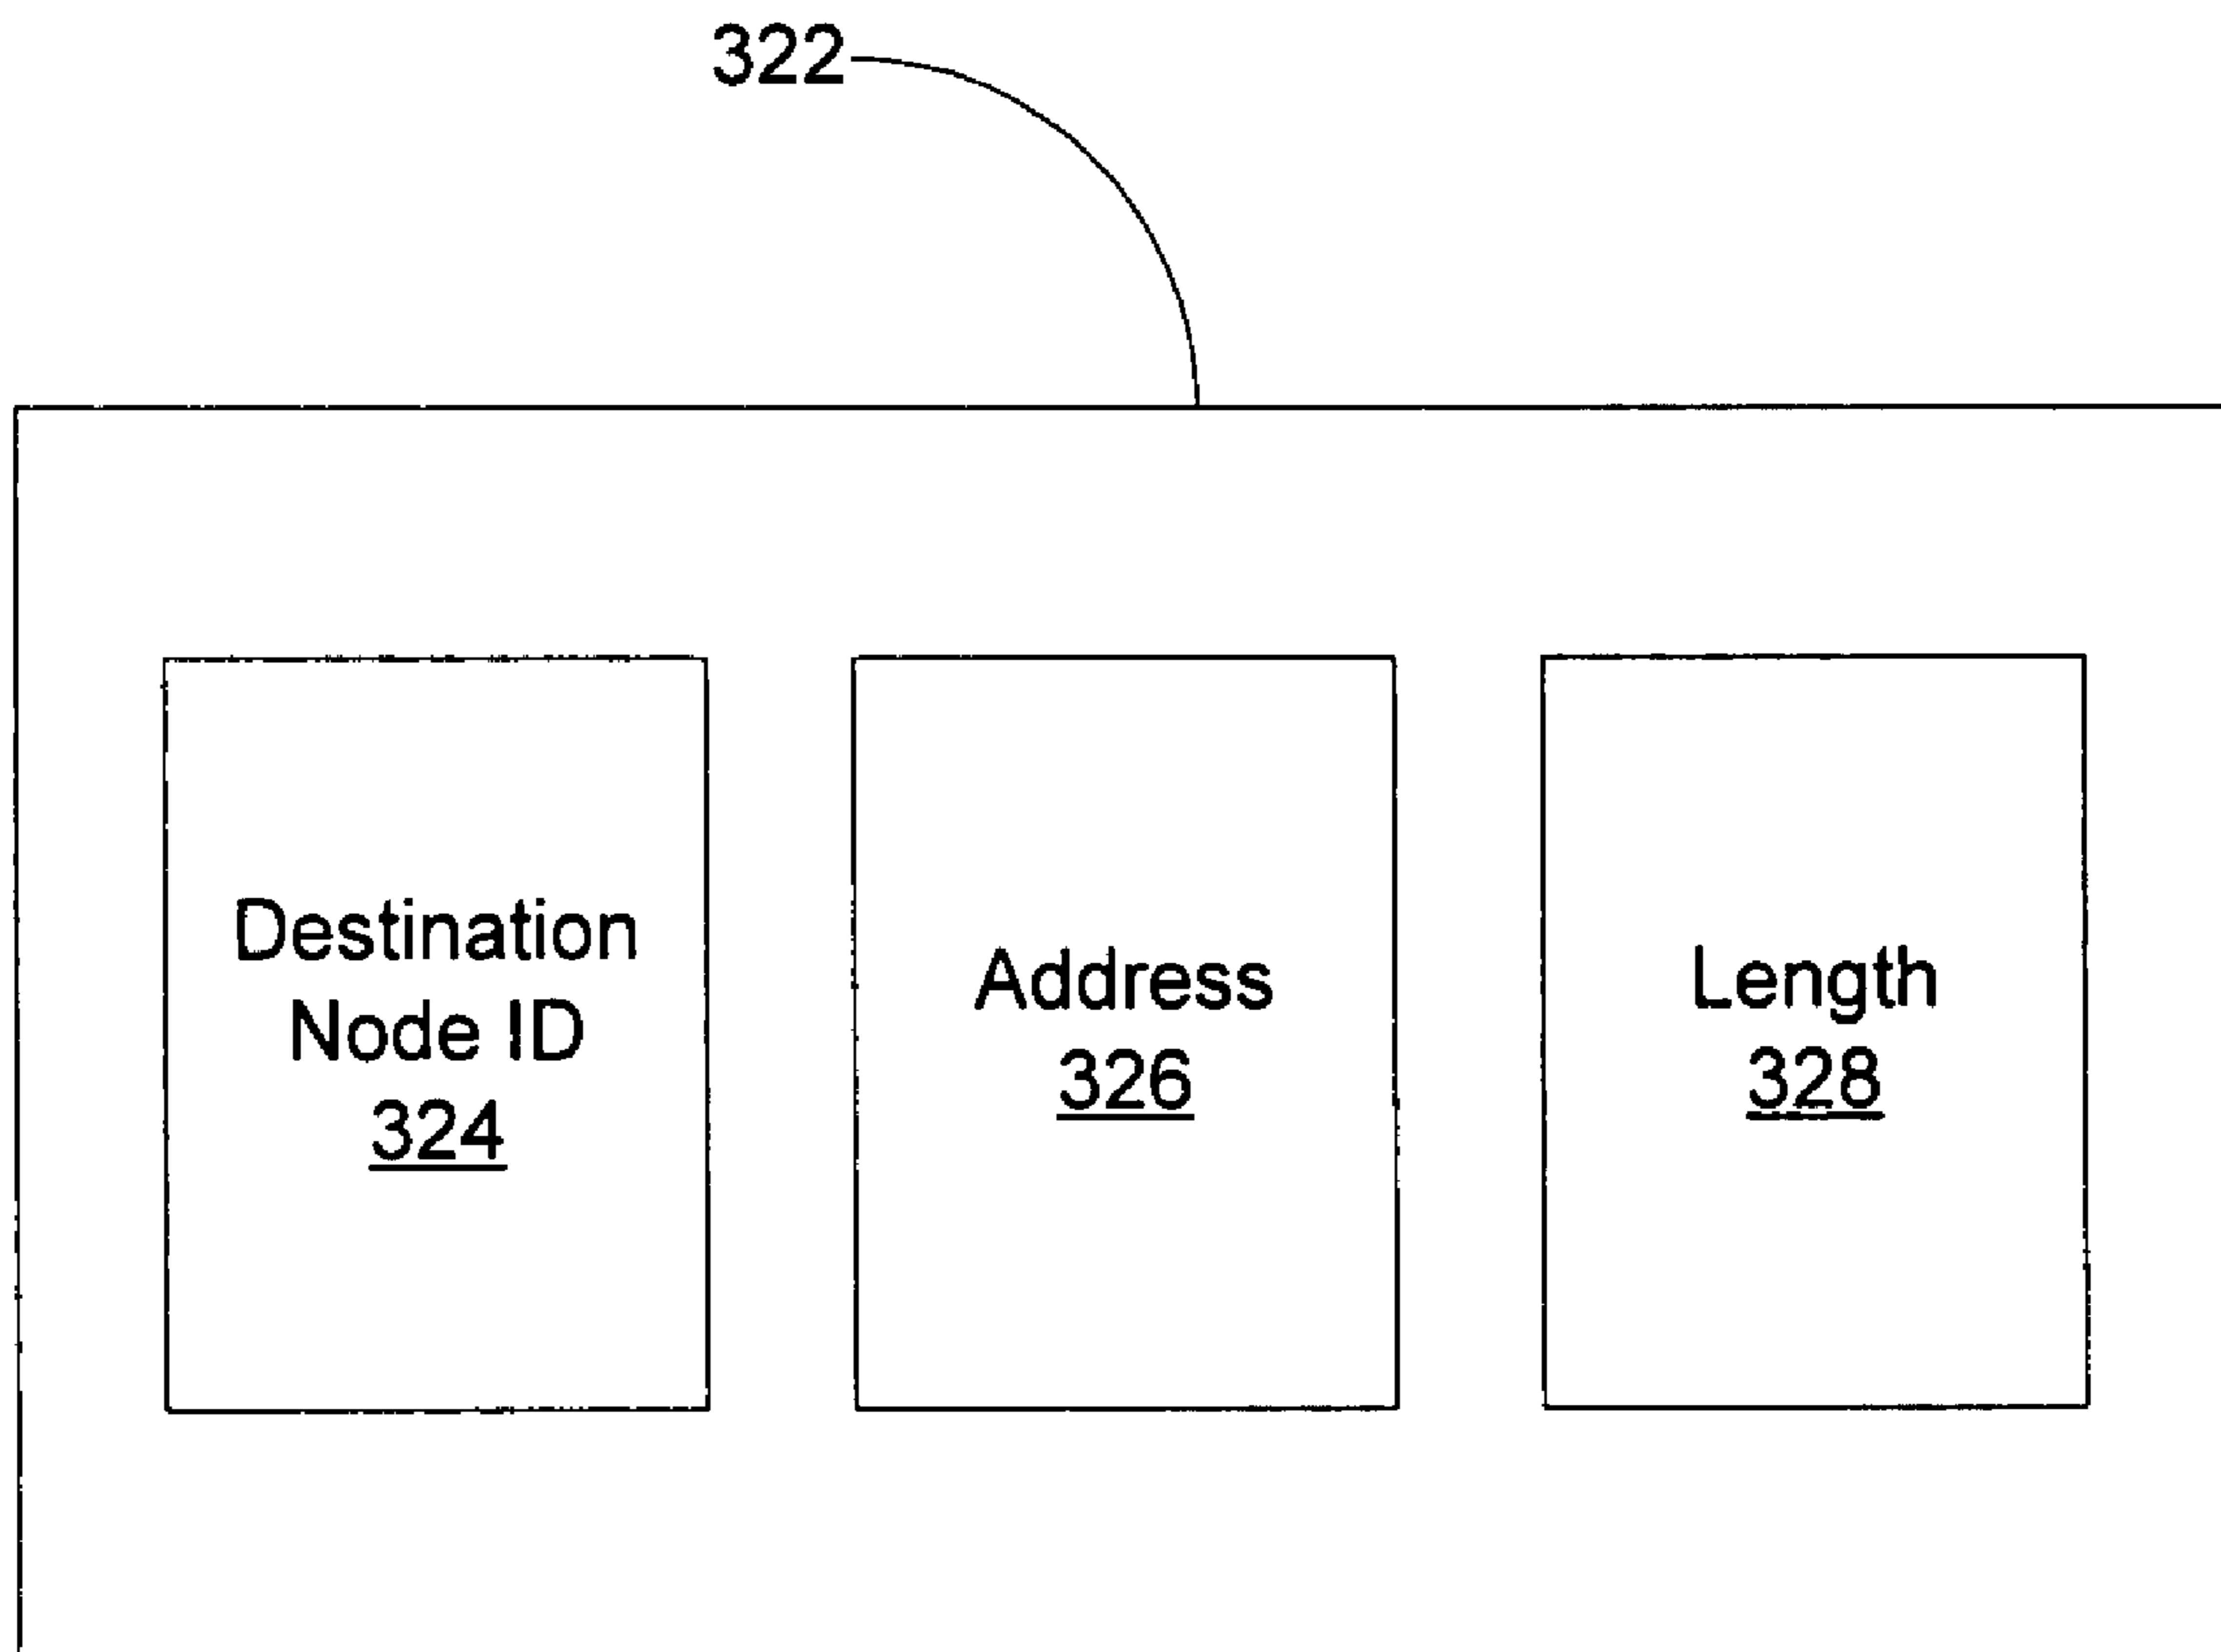 322
Destination
Node ID
324
Address
326
Length
328